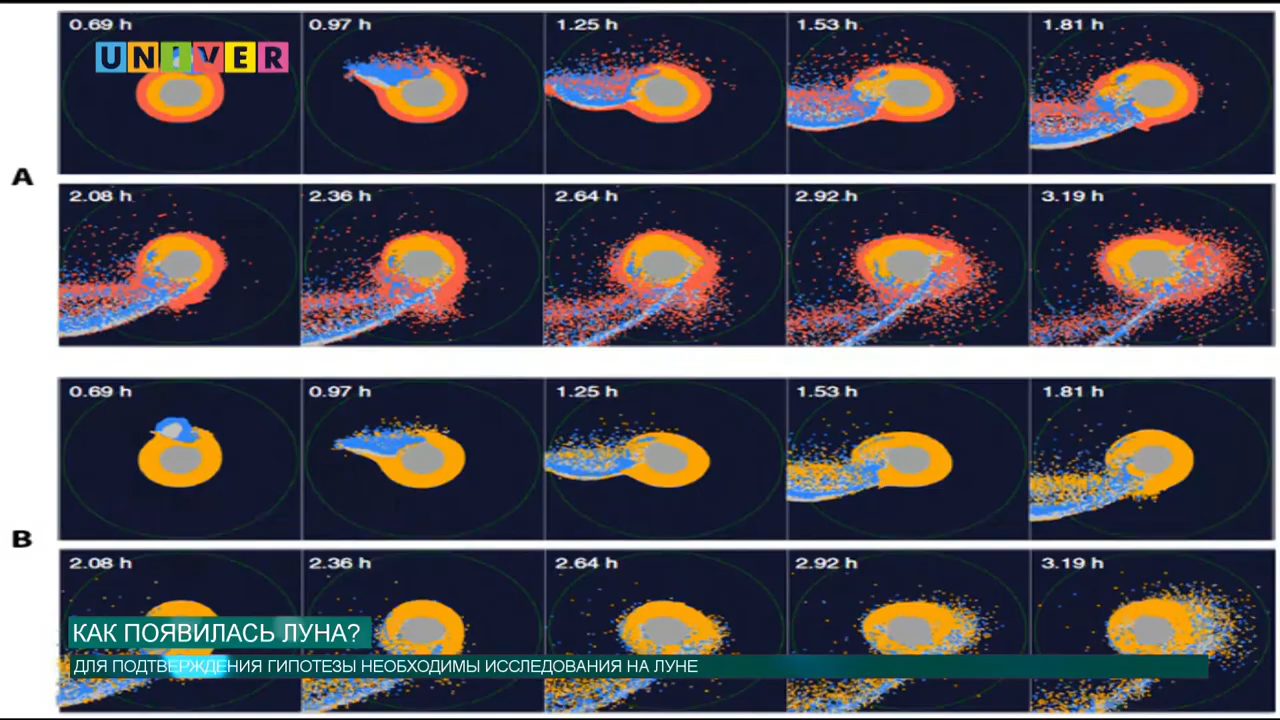 0.69 h 0.97 h 1.25 h 1.53 h 1.81 h
UNIVER
A
2.08 h 2.36 h 2.64 h 2.92 h 3.19 h
0.69 h 0.97 h 1.25 h 1.53 h 1.81 h
B
2.08 h 2.36 h 2.64 h 2.92 h 3.19 h
КАК ПОЯВИЛАСЬ ЛУНА?
ДЛЯ ПОДТВЕРЖДЕНИЯ ГИПОТЕЗЫ НЕОБХОДИМЫ ИССЛЕДОВАНИЯ НА ЛУНЕ